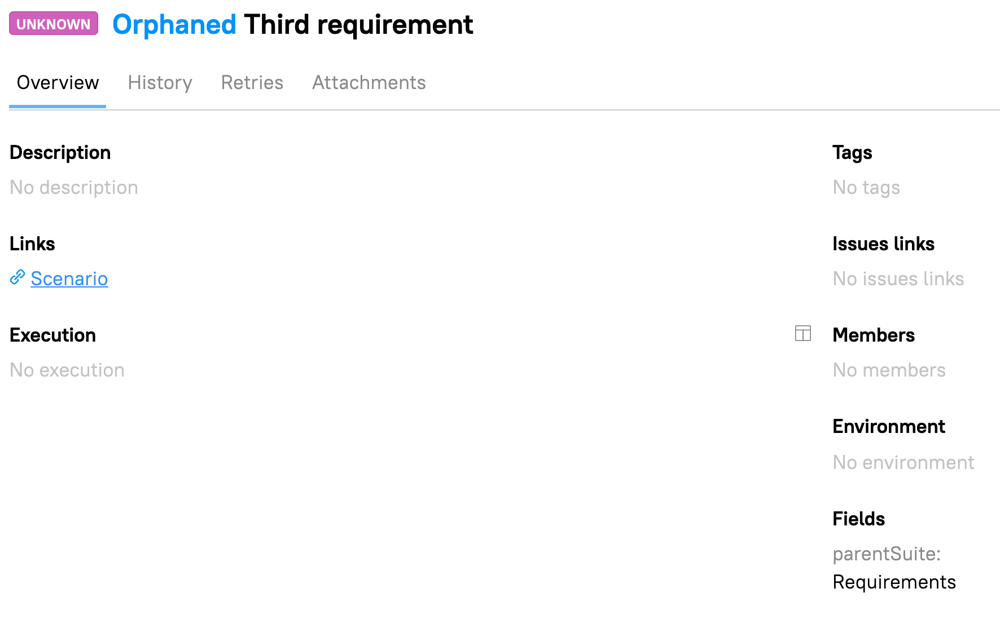 UNKNOWN Orphaned Third requirement
Overview History Retries Attachments
Description
No description
Links
Scenario
Execution
No execution
Tags
No tags
Issues links
No issues links
Members
No members
Environment
No environment
Fields
parentSuite:
Requirements